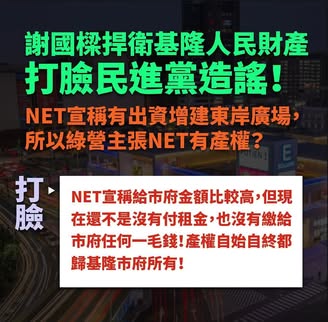 謝國樑捍衛基隆人民財產
打臉民進黨造謠！
NET宣稱有出資增建東岸廣場，
所以綠營主張NET有產權？
打臉
NET宣稱給市府金額比較高，但現
在還不是沒有付租金，也沒有繳給
市府任何一毛錢！產權自始自終都
歸基隆市府所有！
E